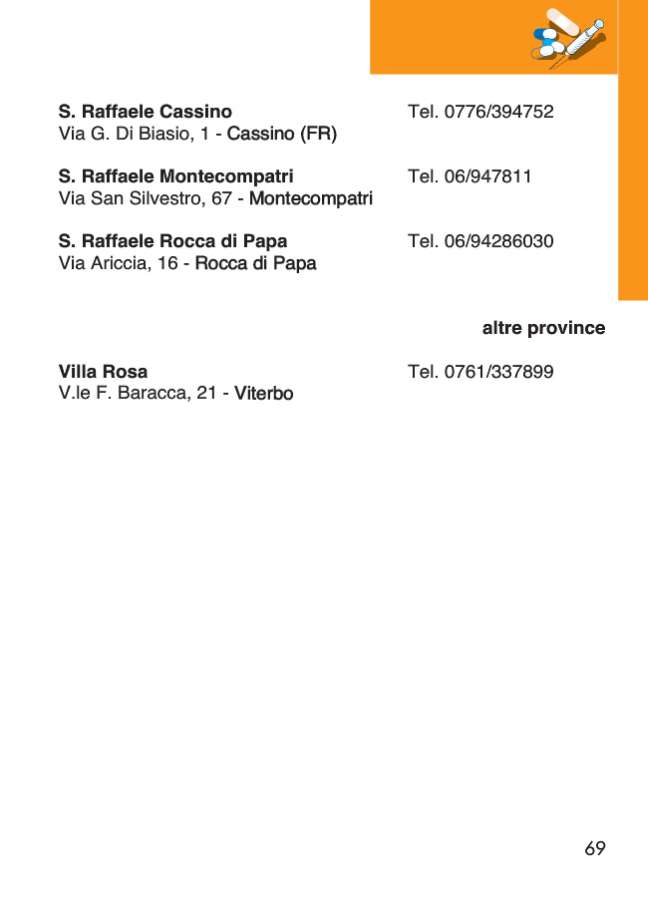 S. Raffaele Cassino Tel. 0776/394752
Via G. Di Biasio, 1 - Cassino (FR)
S. Raffaele Montecompatri Tel. 06/947811
Via San Silvestro, 67 - Montecompatri
S. Raffaele Rocca di Papa Tel. 06/94286030
Via Ariccia, 16 - Rocca di Papa
altre province
Villa Rosa Tel. 0761/337899
V.le F. Baracca, 21 - Viterbo
69